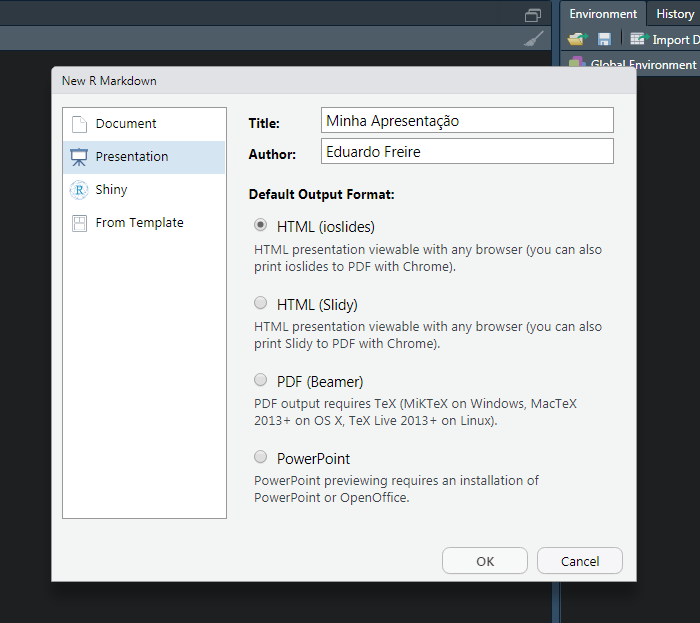 Environment
History
Import D
Global Environment
New R Markdown
Document
Presentation
Shiny
From Template
Title:
Minha Apresentação
Author:
Eduardo Freire
Default Output Format:
HTML (ioslides)
HTML presentation viewable with any browser (you can also
print ioslides to PDF with Chrome).
HTML (Slidy)
HTML presentation viewable with any browser (you can also
print Slidy to PDF with Chrome).
PDF (Beamer)
PDF output requires TeX (MiKTeX on Windows, MacTeX
2013+ on OS X, TeX Live 2013+ on Linux).
PowerPoint
PowerPoint previewing requires an installation of
PowerPoint or OpenOffice.
OK
Cancel